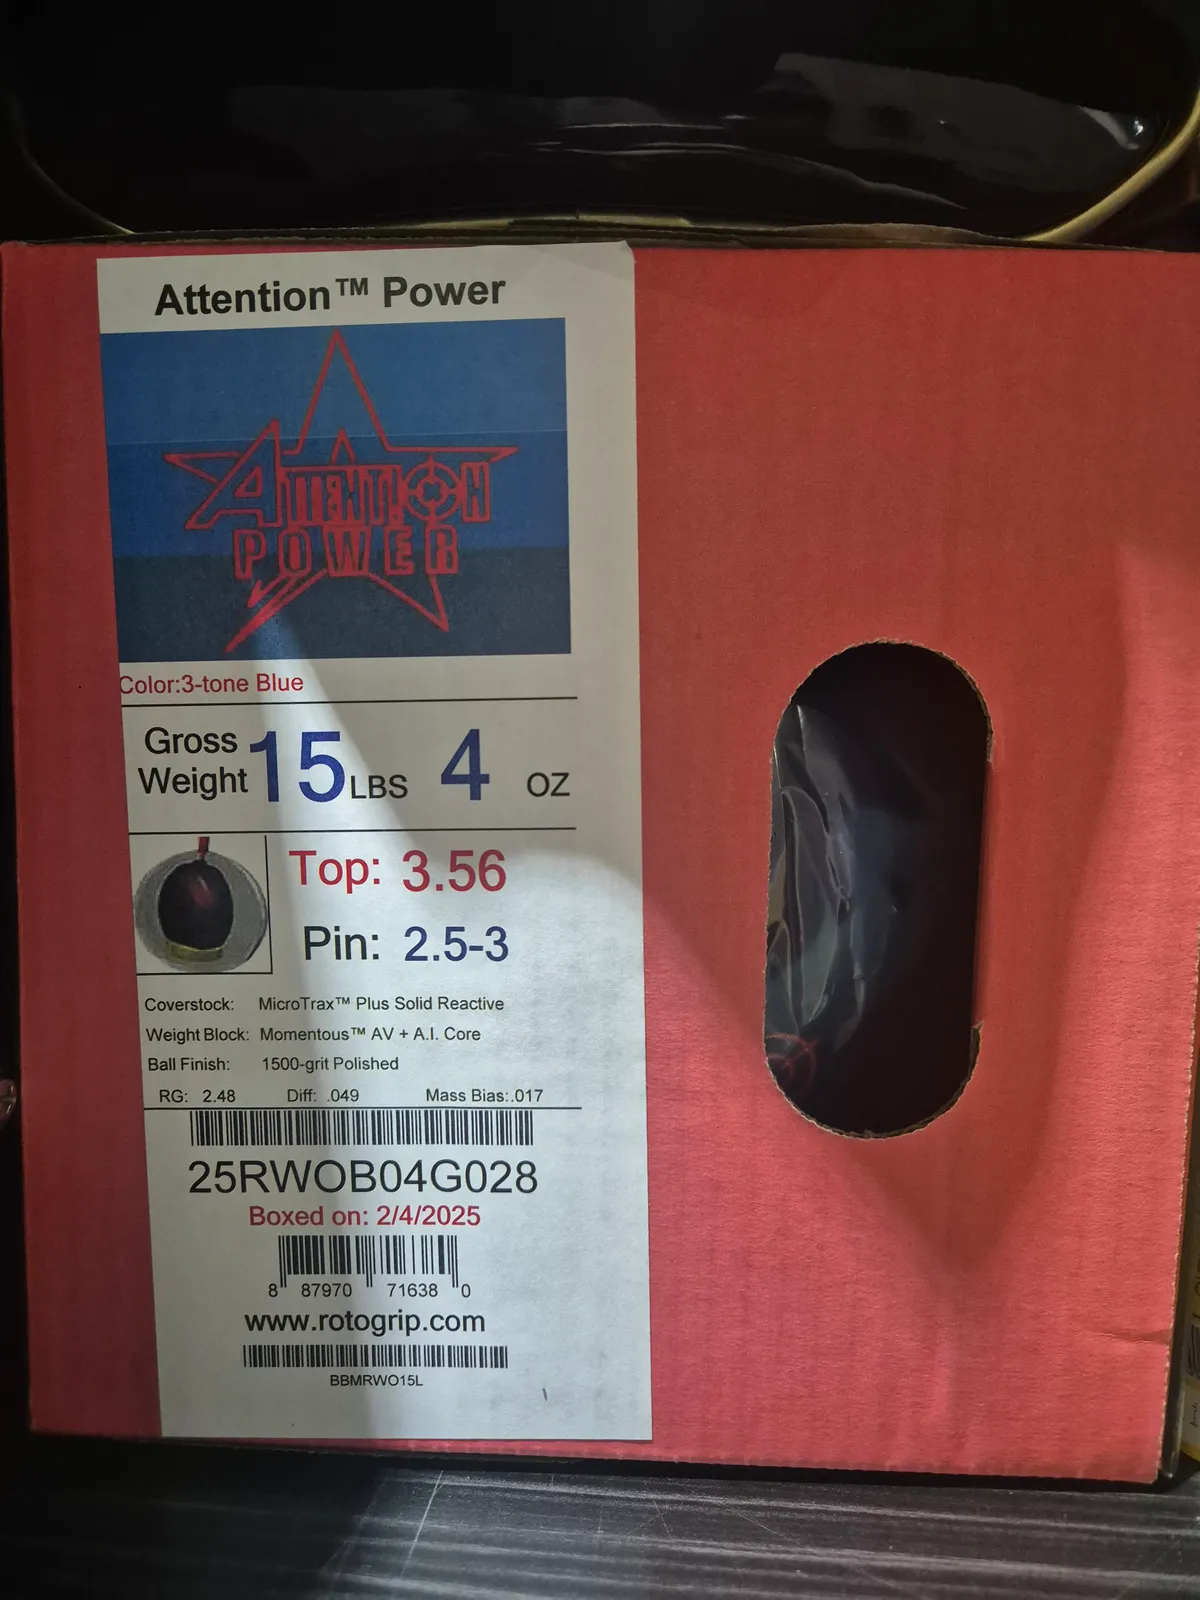 Attention™ Power
ATTENTION
POWER
Color:3-tone Blue
Gross Weight 15 LBS 4 OZ
Top: 3.56
Pin: 2.5-3
Coverstock: MicroTrax™ Plus Solid Reactive
Weight Block: Momentous™ AV + A.I. Core
Ball Finish: 1500-grit Polished
RG: 2.48 Diff: .049 Mass Bias:.017
25RWOB04G028
Boxed on: 2/4/2025
8 87970 71638 0
www.rotogrip.com
BBMRWO15L